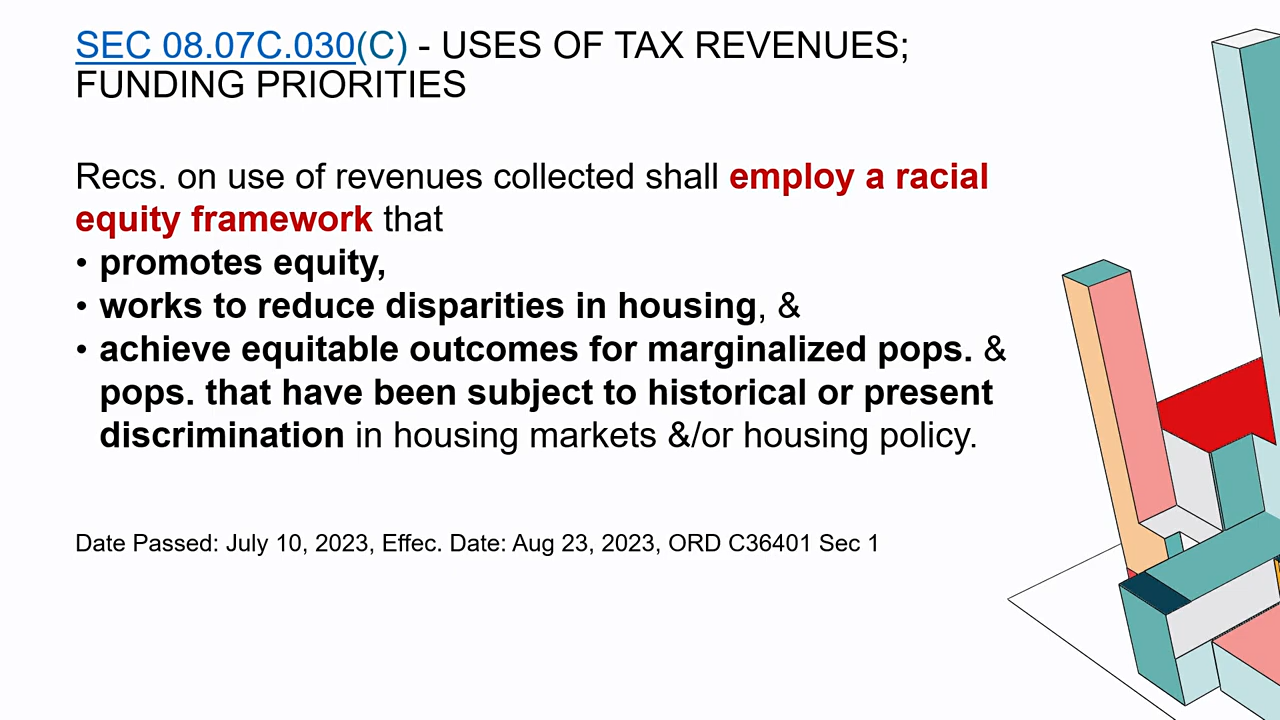 SEC 08.07C.030(C) - USES OF TAX REVENUES;
FUNDING PRIORITIES
Recs. on use of revenues collected shall employ a racial
equity framework that
• promotes equity,
• works to reduce disparities in housing, &
• achieve equitable outcomes for marginalized pops. &
pops. that have been subject to historical or present
discrimination in housing markets &/or housing policy.
Date Passed: July 10, 2023, Effec. Date: Aug 23, 2023, ORD C36401 Sec 1